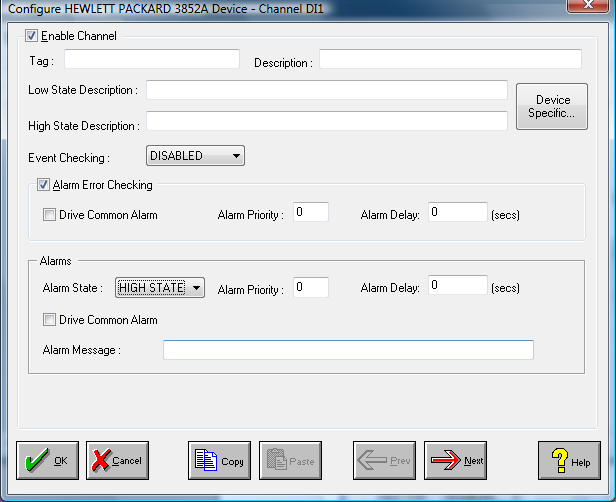 Configure HEWLETT PACKARD 3852A Device - Channel DI1
Enable Channel
Tag : Description :
Low State Description :
Device Specific...
High State Description :
Event Checking : DISABLED
Alarm Error Checking
Drive Common Alarm Alarm Priority : 0 Alarm Delay: 0 (secs)
Alarms
Alarm State : HIGH STATE Alarm Priority : 0 Alarm Delay: 0 (secs)
Drive Common Alarm
Alarm Message :
OK Cancel Copy Paste Prev Next Help